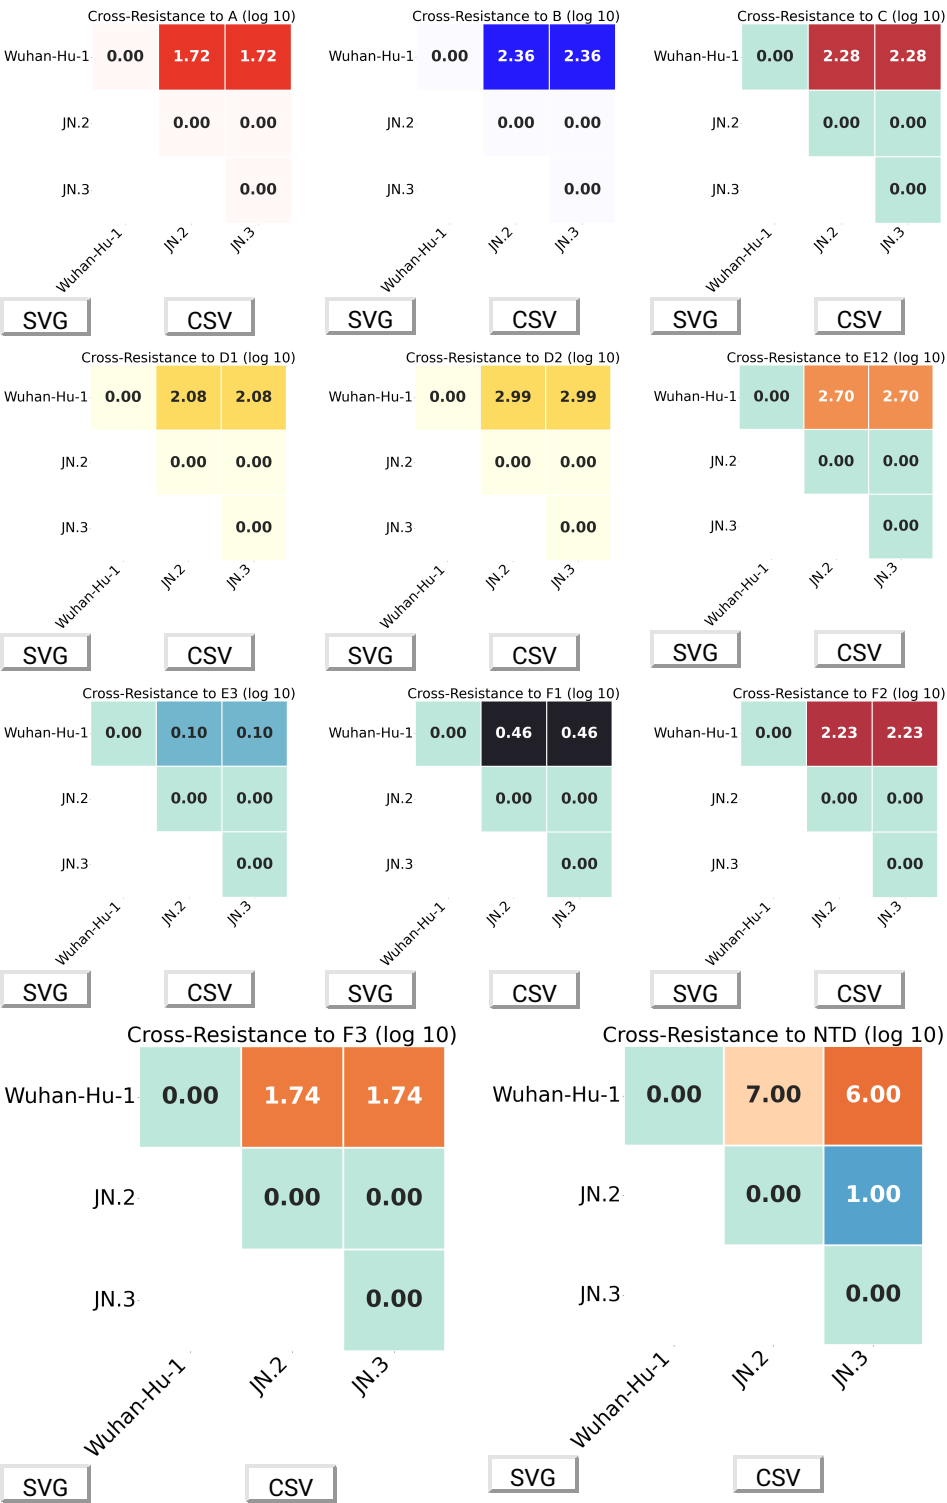 Cross-Resistance to A (log 10)
Wuhan-Hu-1 0.00 1.72 1.72
JN.2 0.00 0.00
JN.3 0.00
Wuhan-Hu-1 JN.2 JN.3
SVG CSV
Cross-Resistance to B (log 10)
Wuhan-Hu-1 0.00 2.36 2.36
JN.2 0.00 0.00
JN.3 0.00
Wuhan-Hu-1 JN.2 JN.3
SVG CSV
Cross-Resistance to C (log 10)
Wuhan-Hu-1 0.00 2.28 2.28
JN.2 0.00 0.00
JN.3 0.00
Wuhan-Hu-1 JN.2 JN.3
SVG CSV
Cross-Resistance to D1 (log 10)
Wuhan-Hu-1 0.00 2.08 2.08
JN.2 0.00 0.00
JN.3 0.00
Wuhan-Hu-1 JN.2 JN.3
SVG CSV
Cross-Resistance to D2 (log 10)
Wuhan-Hu-1 0.00 2.99 2.99
JN.2 0.00 0.00
JN.3 0.00
Wuhan-Hu-1 JN.2 JN.3
SVG CSV
Cross-Resistance to E12 (log 10)
Wuhan-Hu-1 0.00 2.70 2.70
JN.2 0.00 0.00
JN.3 0.00
Wuhan-Hu-1 JN.2 JN.3
SVG CSV
Cross-Resistance to E3 (log 10)
Wuhan-Hu-1 0.00 0.10 0.10
JN.2 0.00 0.00
JN.3 0.00
Wuhan-Hu-1 JN.2 JN.3
SVG CSV
Cross-Resistance to F1 (log 10)
Wuhan-Hu-1 0.00 0.46 0.46
JN.2 0.00 0.00
JN.3 0.00
Wuhan-Hu-1 JN.2 JN.3
SVG CSV
Cross-Resistance to F2 (log 10)
Wuhan-Hu-1 0.00 2.23 2.23
JN.2 0.00 0.00
JN.3 0.00
Wuhan-Hu-1 JN.2 JN.3
SVG CSV
Cross-Resistance to F3 (log 10)
Wuhan-Hu-1 0.00 1.74 1.74
JN.2 0.00 0.00
JN.3 0.00
Wuhan-Hu-1 JN.2 JN.3
SVG CSV
Cross-Resistance to NTD (log 10)
Wuhan-Hu-1 0.00 7.00 6.00
JN.2 0.00 1.00
JN.3 0.00
Wuhan-Hu-1 JN.2 JN.3
SVG CSV